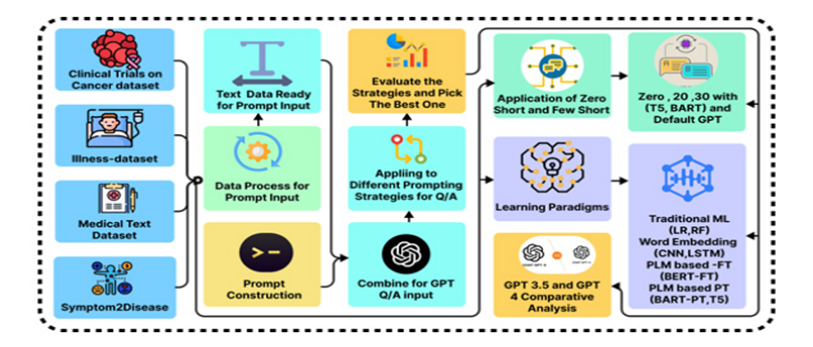 Clinical Trials on
Cancer dataset
Illness-dataset
Medical Text
Dataset
Symptom2Disease
Text Data Ready
for Prompt Input
Data Process for
Prompt Input
Prompt
Construction
Evaluate the
Strategies and Pick
The Best One
Appliing to
Different Prompting
Strategies for Q/A
Combine for GPT
Q/A input
Application of Zero
Short and Few Short
Learning Paradigms
GPT 3.5 and GPT
4 Comparative
Analysis
Zero , 20 ,30 with
(T5, BART) and
Default GPT
Traditional ML
(LR,RF)
Word Embedding
(CNN,LSTM)
PLM based -FT
(BERT-FT)
PLM based PT
(BART-PT,T5)